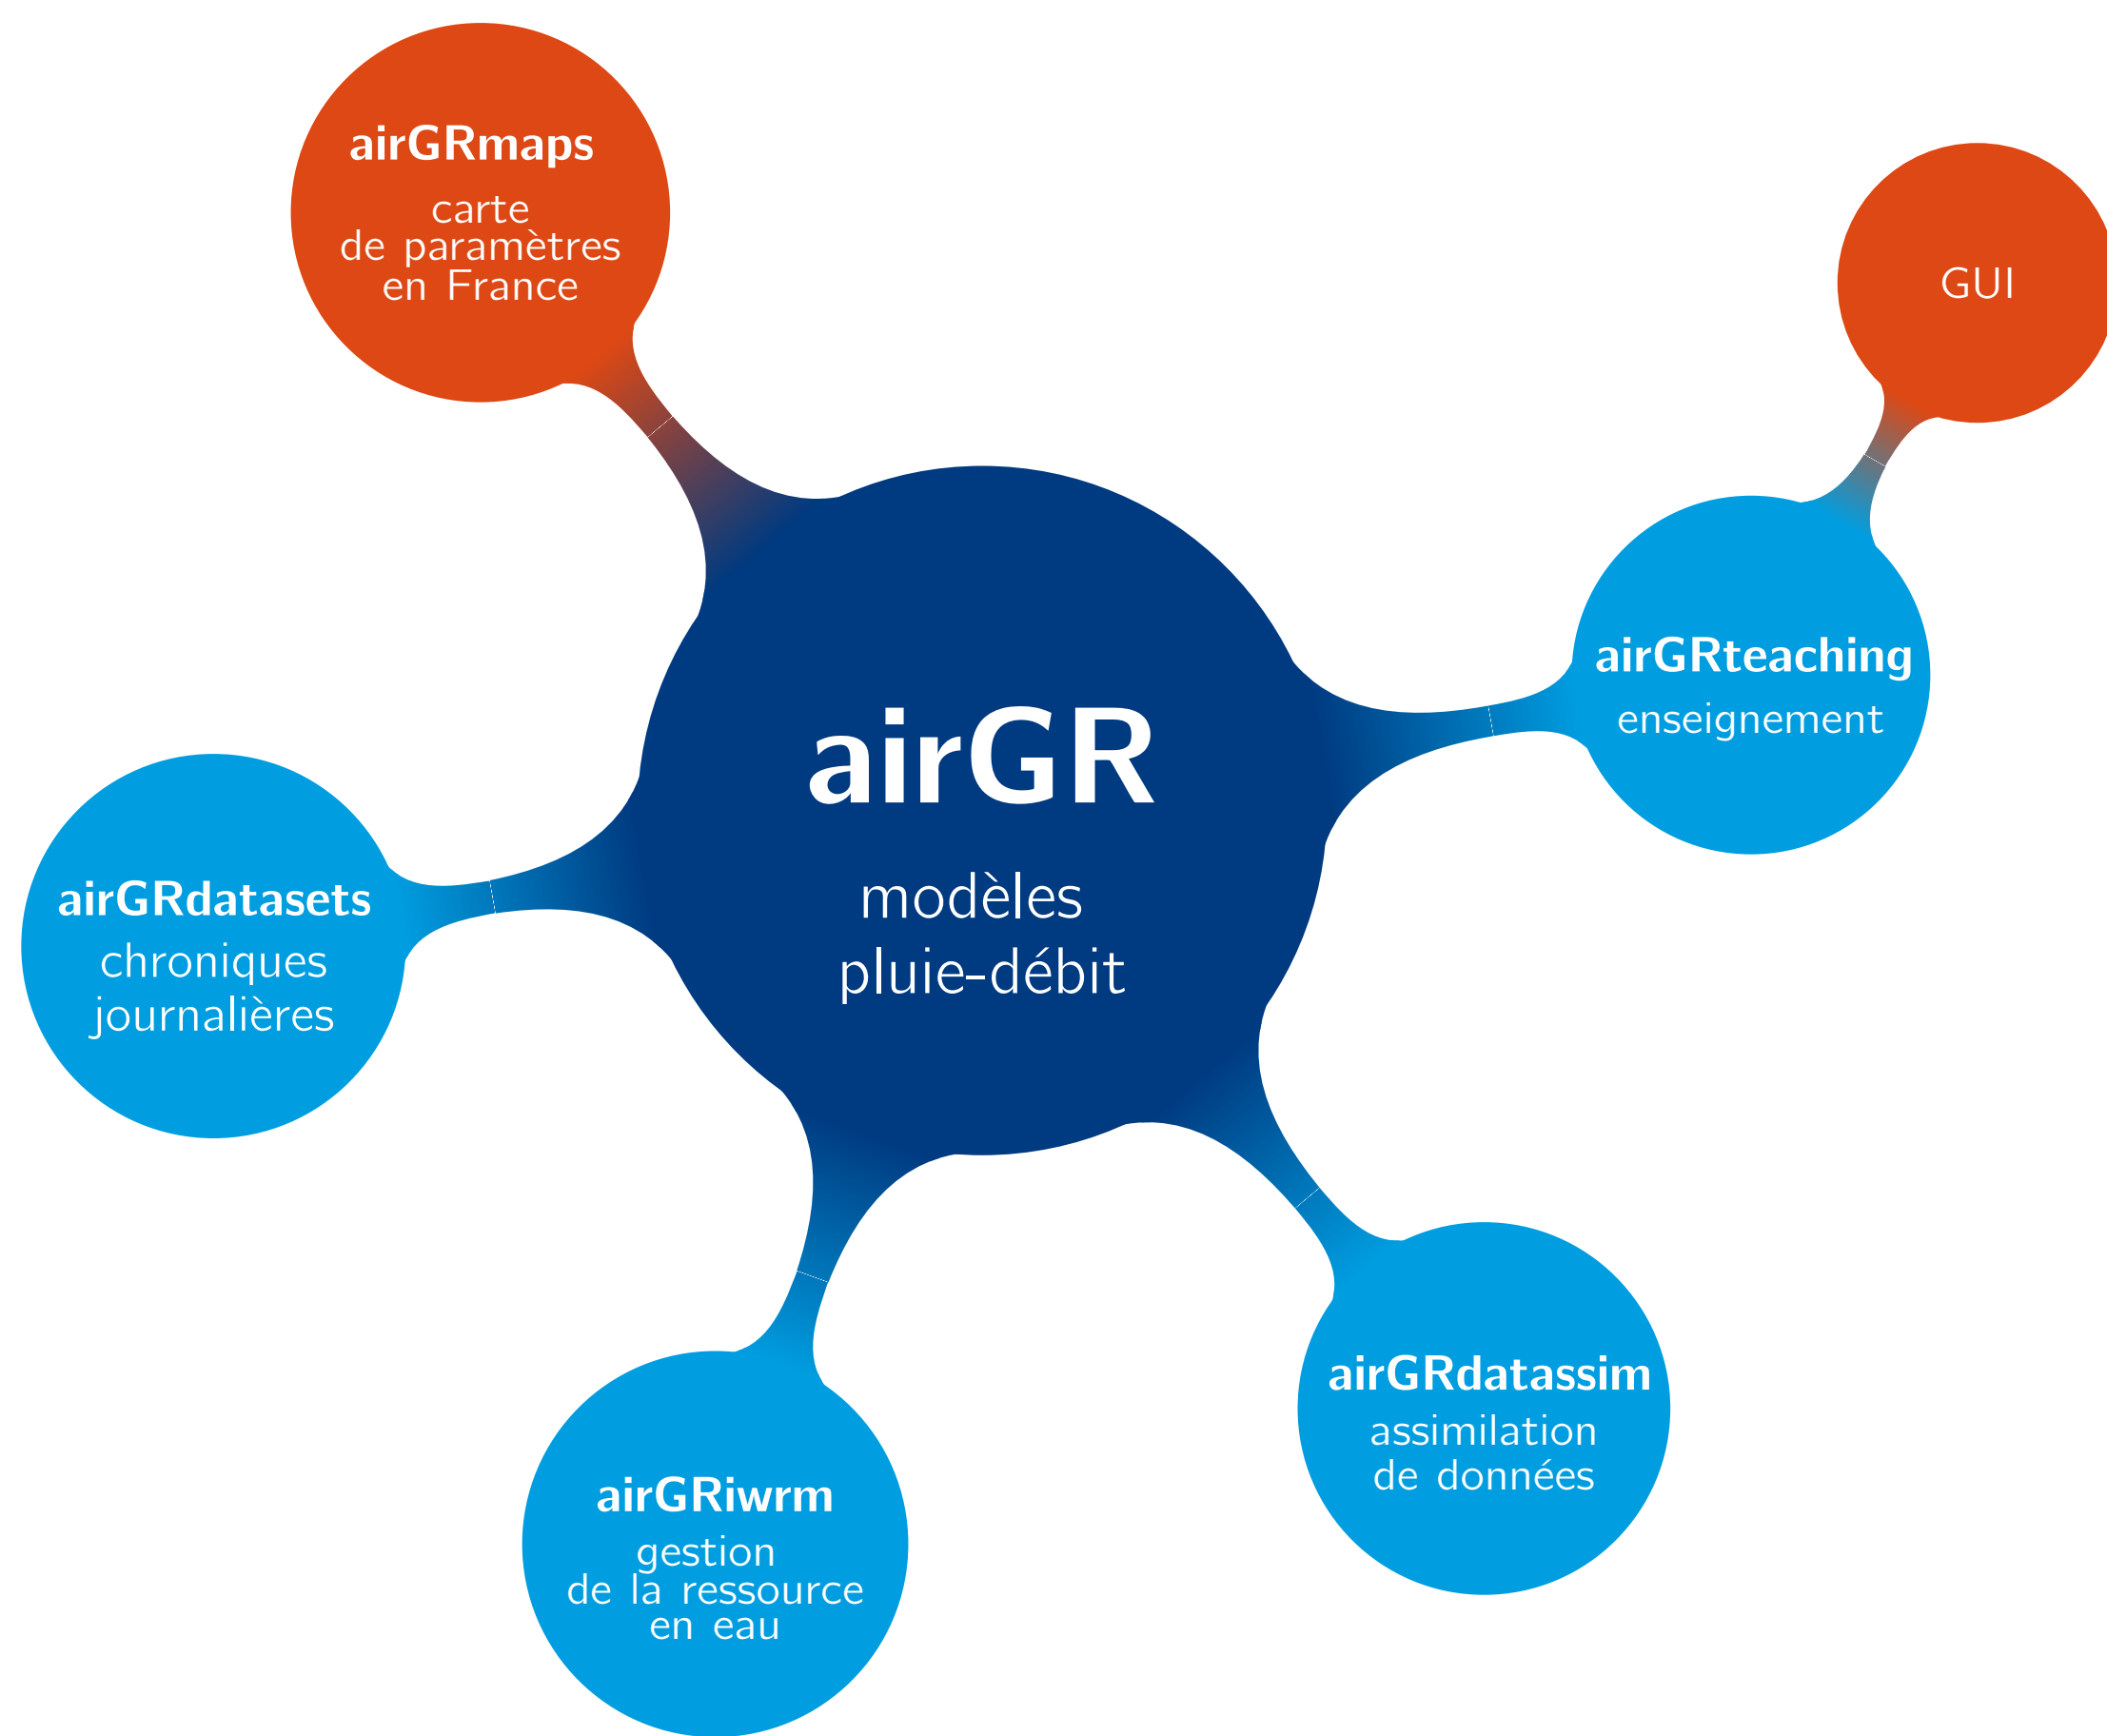 airGRmaps
carte
de paramètres
en France
GUI
airGRteaching
enseignement
airGR
modèles
pluie-débit
airGRdatasets
chroniques
journalières
airGRdatassim
assimilation
de données
airGRiwrm
gestion
de la ressource
en eau